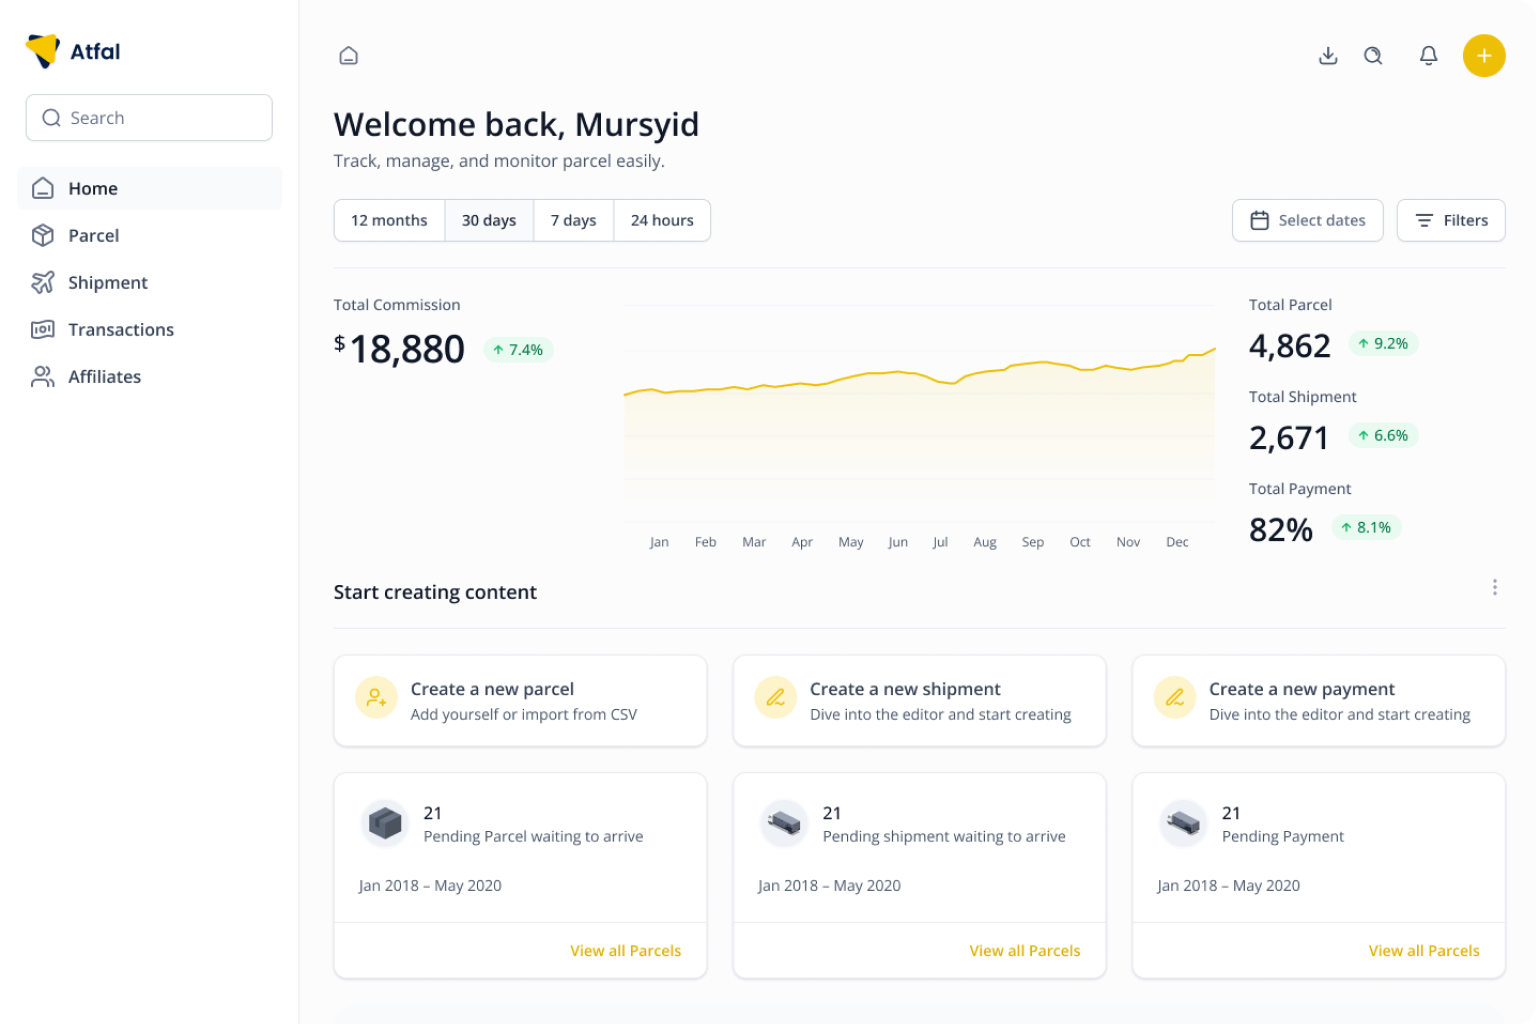 Atfal
Search
Home
Parcel
Shipment
Transactions
Affiliates
Welcome back, Mursyid
Track, manage, and monitor parcel easily.
12 months 30 days 7 days 24 hours
Select dates Filters
Total Commission
$18,880 7.4%
Jan Feb Mar Apr May Jun Jul Aug Sep Oct Nov Dec
Total Parcel
4,862 9.2%
Total Shipment
2,671 6.6%
Total Payment
82% 8.1%
Start creating content
Create a new parcel
Add yourself or import from CSV
Create a new shipment
Dive into the editor and start creating
Create a new payment
Dive into the editor and start creating
21
Pending Parcel waiting to arrive
Jan 2018 – May 2020
View all Parcels
21
Pending shipment waiting to arrive
Jan 2018 – May 2020
View all Parcels
21
Pending Payment
Jan 2018 – May 2020
View all Parcels